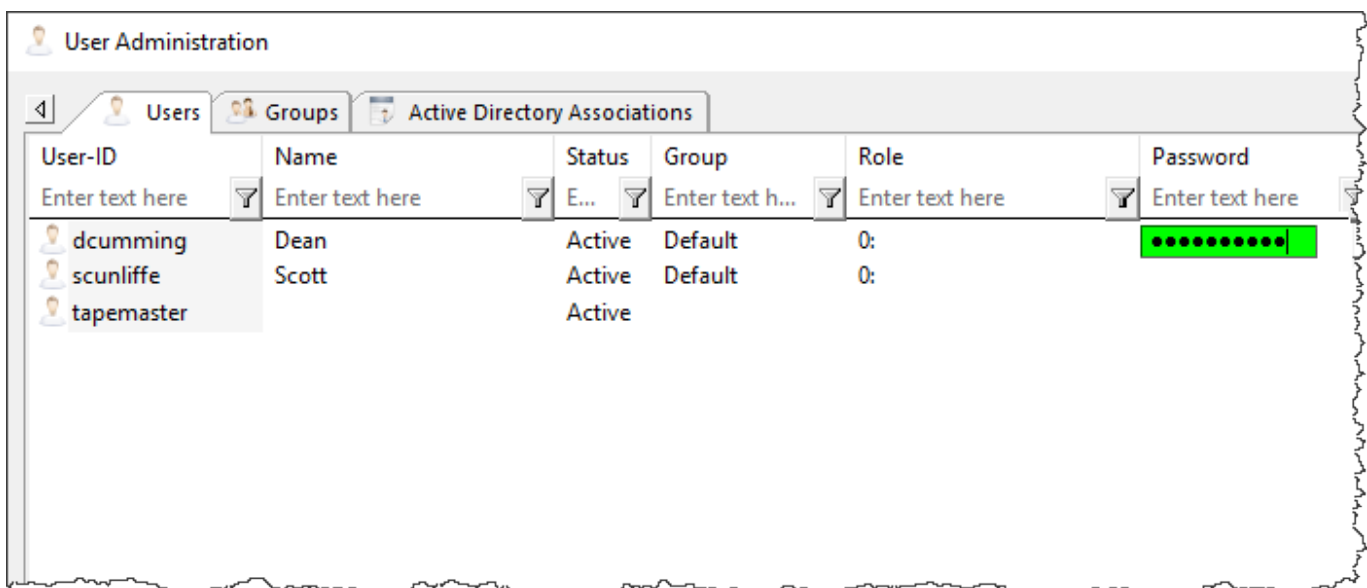 User Administration
Users Groups Active Directory Associations
User-ID Name Status Group Role Password
Enter text here Enter text here E... Enter text h... Enter text here Enter text here
dcumming Dean Active Default 0: ●●●●●●●●●●
scunliffe Scott Active Default 0:
tapemaster Active